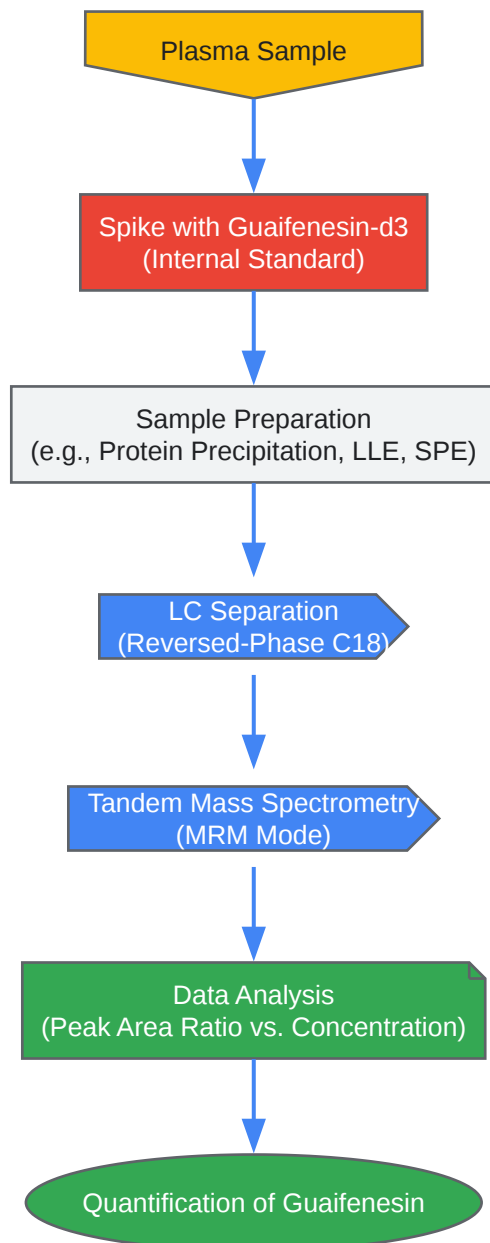 Plasma Sample
Spike with Guaifenesin-d3
(Internal Standard)
Sample Preparation
(e.g., Protein Precipitation, LLE, SPE)
LC Separation
(Reversed-Phase C18)
Tandem Mass Spectrometry
(MRM Mode)
Data Analysis
(Peak Area Ratio vs. Concentration)
Quantification of Guaifenesin